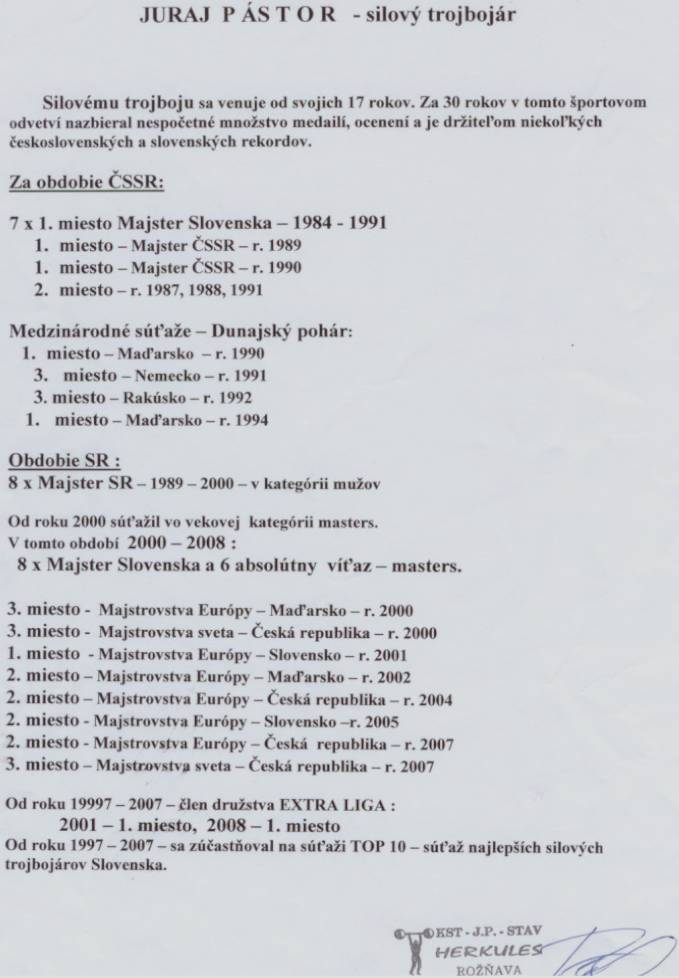 JURAJ P Á S T O R - silový trojbojár
Silovému trojboju sa venuje od svojich 17 rokov. Za 30 rokov v tomto športovom
odvetví nazbieral nespočetné množstvo medailí, ocenení a je držiteľom niekoľkých
československých a slovenských rekordov.
Za obdobie ČSSR:
7 x 1. miesto Majster Slovenska – 1984 - 1991
1. miesto – Majster ČSSR – r. 1989
1. miesto – Majster ČSSR – r. 1990
2. miesto – r. 1987, 1988, 1991
Medzinárodné súťaže – Dunajský pohár:
1. miesto – Maďarsko – r. 1990
3. miesto – Nemecko – r. 1991
3. miesto – Rakúsko – r. 1992
1. miesto – Maďarsko – r. 1994
Obdobie SR :
8 x Majster SR – 1989 – 2000 – v kategórii mužov
Od roku 2000 súťažil vo vekovej kategórii masters.
V tomto období 2000 – 2008 :
8 x Majster Slovenska a 6 absolútny víťaz – masters.
3. miesto - Majstrovstva Európy – Maďarsko – r. 2000
3. miesto - Majstrovstva sveta – Česká republika – r. 2000
1. miesto - Majstrovstva Európy – Slovensko – r. 2001
2. miesto – Majstrovstva Európy – Maďarsko – r. 2002
2. miesto – Majstrovstva Európy – Česká republika – r. 2004
2. miesto - Majstrovstva Európy – Slovensko –r. 2005
2. miesto - Majstrovstva Európy – Česká republika – r. 2007
3. miesto – Majstrovstva sveta – Česká republika – r. 2007
Od roku 19997 – 2007 – člen družstva EXTRA LIGA :
2001 – 1. miesto, 2008 – 1. miesto
Od roku 1997 – 2007 – sa zúčastňoval na súťaži TOP 10 – súťaž najlepších silových
trojbojárov Slovenska.
KST - J.P. - STAV
HERKULES
ROŽŇAVA